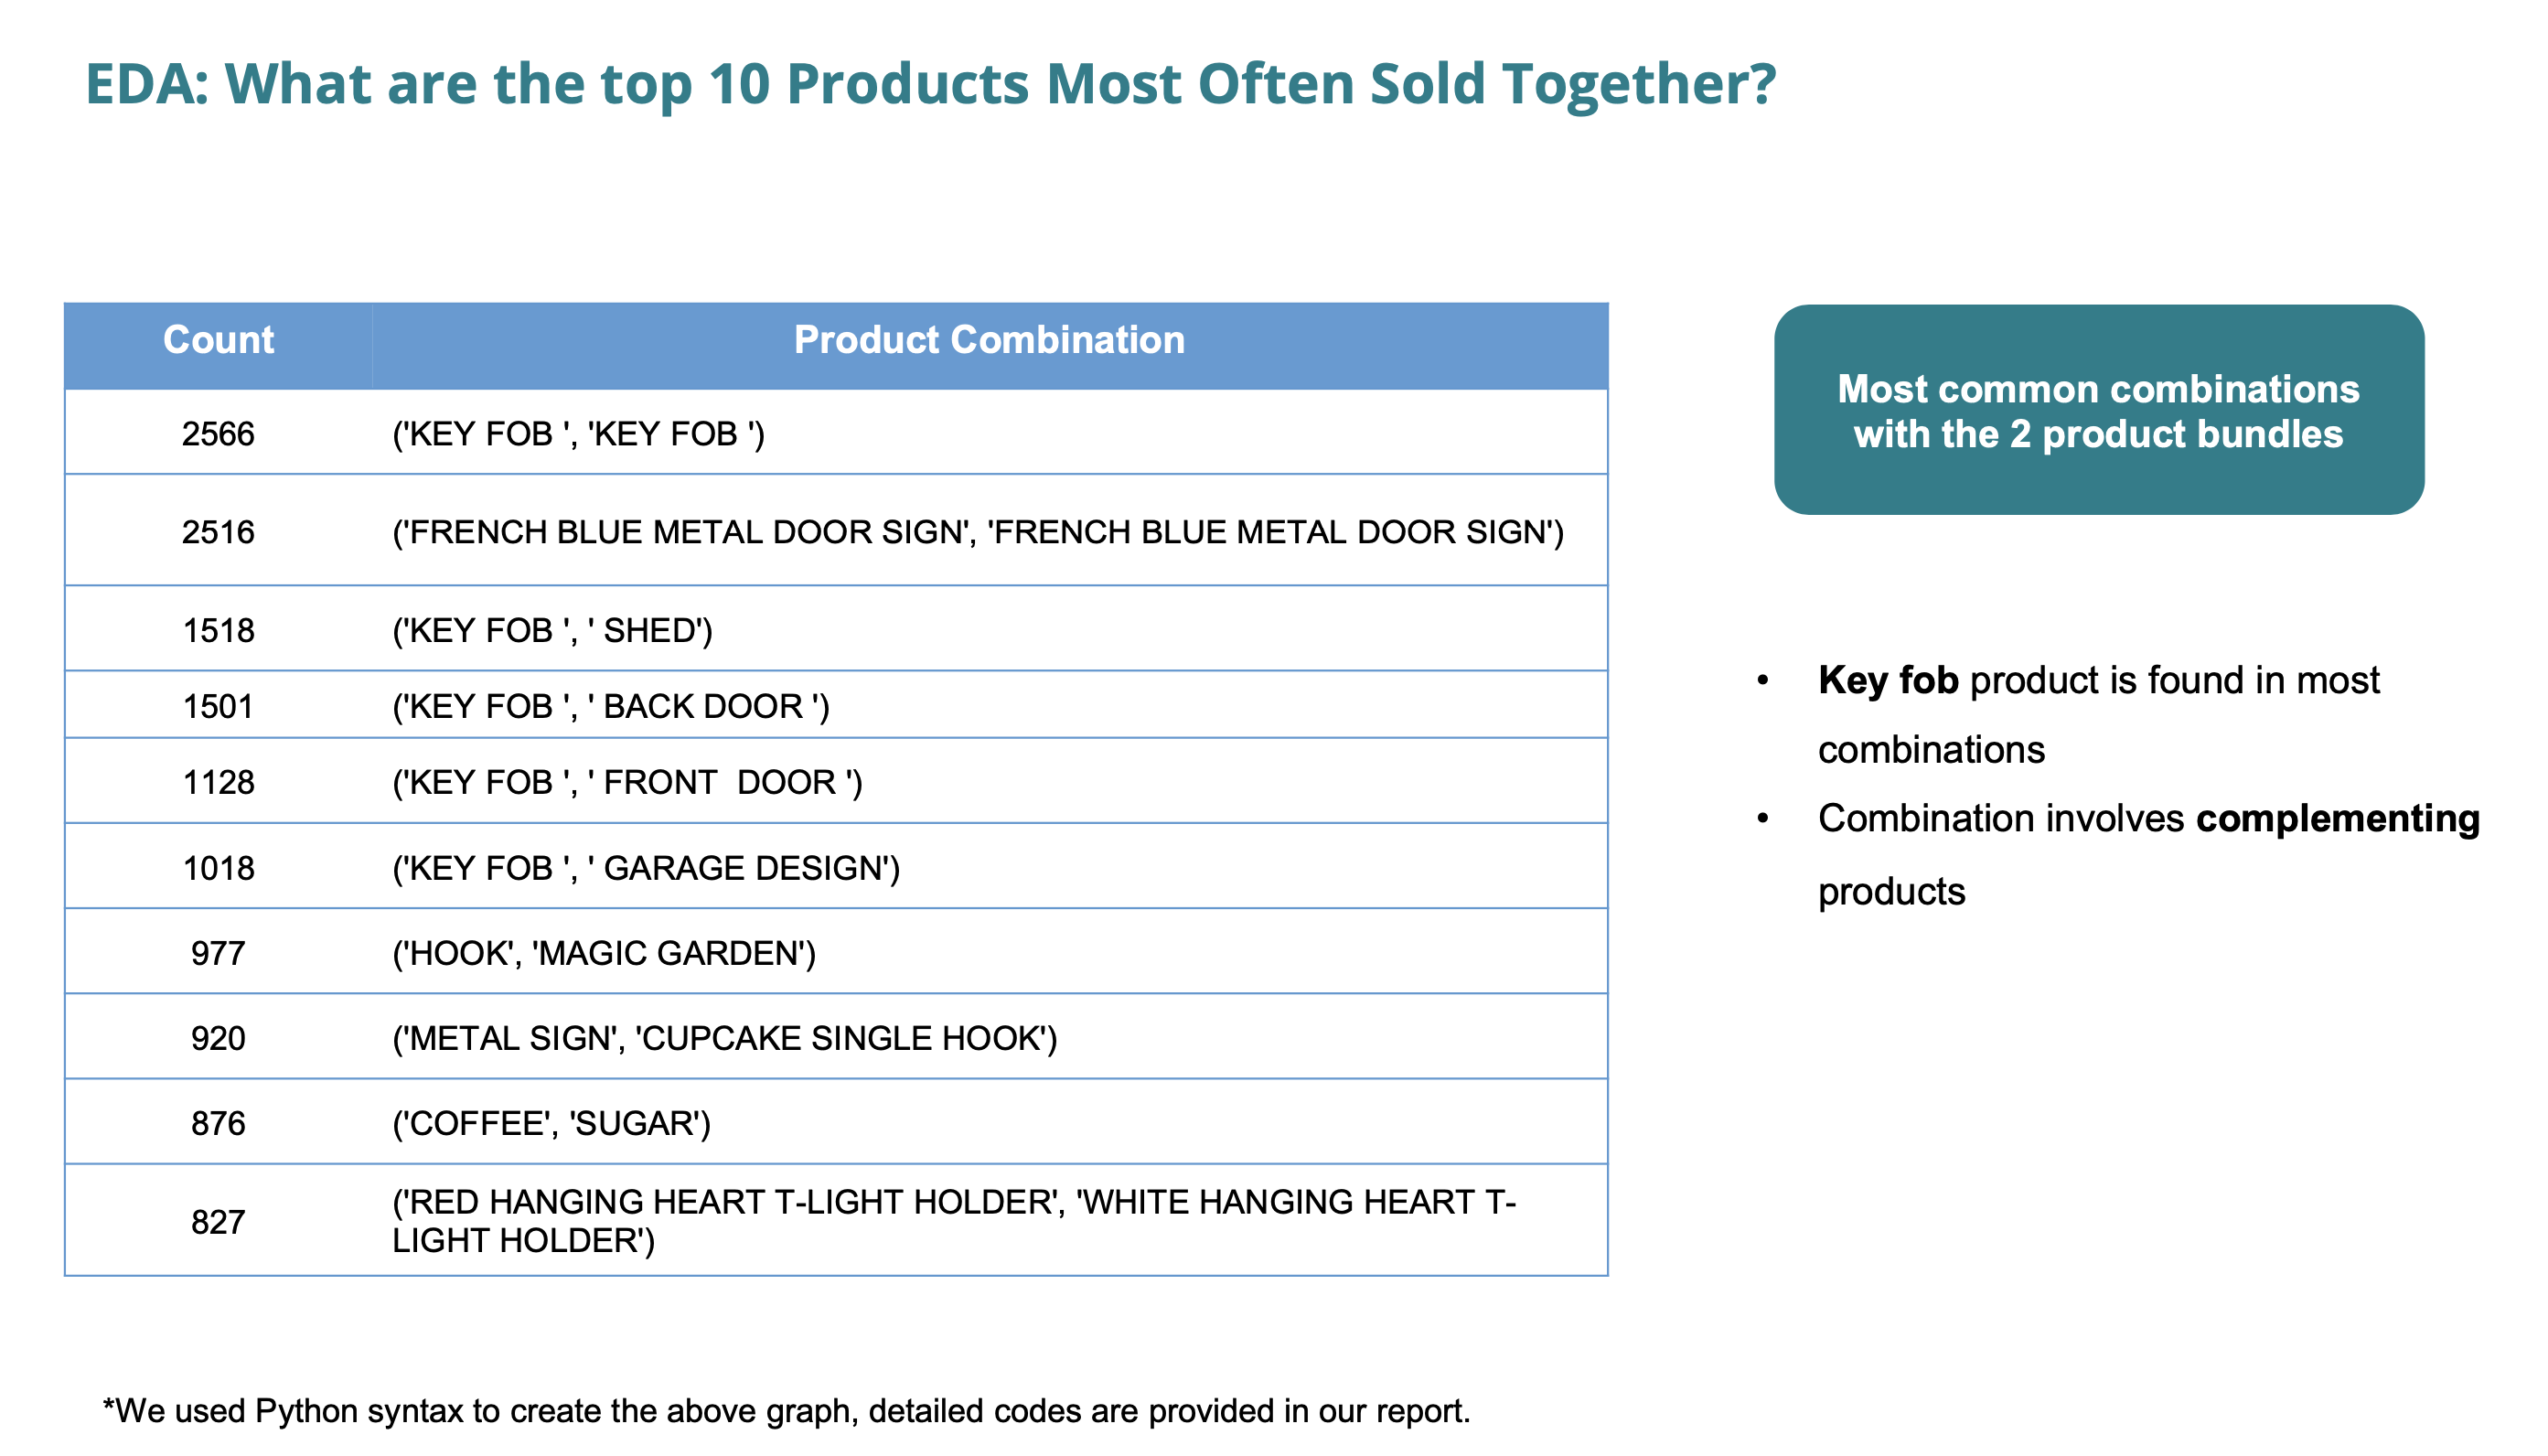 EDA: What are the top 10 Products Most Often Sold Together?
Count Product Combination
2566 ('KEY FOB ', 'KEY FOB ')
2516 ('FRENCH BLUE METAL DOOR SIGN', 'FRENCH BLUE METAL DOOR SIGN')
1518 ('KEY FOB ', ' SHED')
1501 ('KEY FOB ', ' BACK DOOR ')
1128 ('KEY FOB ', ' FRONT  DOOR ')
1018 ('KEY FOB ', ' GARAGE DESIGN')
977 ('HOOK', 'MAGIC GARDEN')
920 ('METAL SIGN', 'CUPCAKE SINGLE HOOK')
876 ('COFFEE', 'SUGAR')
827 ('RED HANGING HEART T-LIGHT HOLDER', 'WHITE HANGING HEART T-
LIGHT HOLDER')
Most common combinations
with the 2 product bundles
• Key fob product is found in most
combinations
• Combination involves complementing
products
*We used Python syntax to create the above graph, detailed codes are provided in our report.